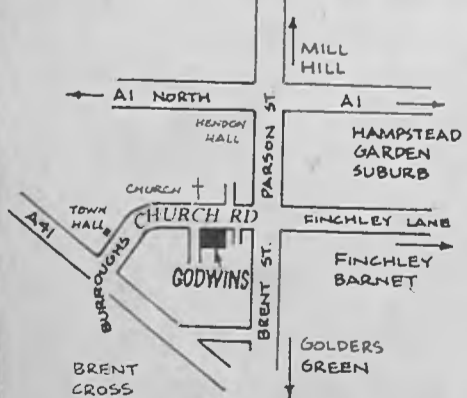 MILL
HILL
A1 NORTH
A1
PARSON ST.
HENDON
HALL
HAMPSTEAD
GARDEN
SUBURB
CHURCH
TOWN
HALL
CHURCH RD
FINCHLEY LANE
A41
BURROUGHS
GODWINS
BRENT ST.
FINCHLEY
BARNET
BRENT
CROSS
GOLDERS
GREEN